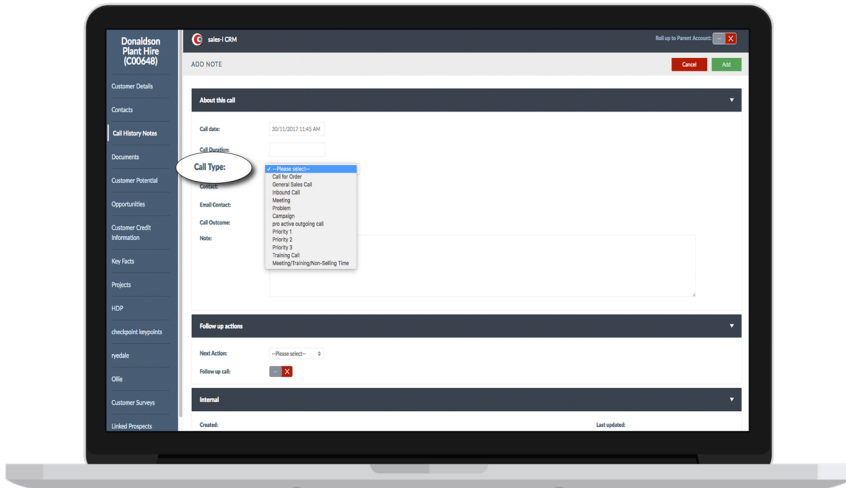 Donaldson
Plant Hire
(C00648)
Customer Details
Contacts
Call History Notes
Documents
Customer Potential
Opportunities
Customer Credit
Information
Key Facts
Projects
HDP
checkpoint keypoints
ryedale
Ollie
Customer Surveys
Linked Prospects
sales-i CRM
Roll up to Parent Account: – X
ADD NOTE
Cancel
Add
About this call
Call date:
30/11/2017 11:45 AM
Call Duration:
Call Type:
--Please select--
Call for Order
General Sales Call
Inbound Call
Meeting
Problem
Campaign
pro active outgoing call
Priority 1
Priority 2
Priority 3
Training Call
Meeting/Training/Non-Selling Time
Contact:
Email Contact:
Call Outcome:
Note:
Follow up actions
Next Action:
--Please select--
Follow up call:
– X
Internal
Created:
Last updated: